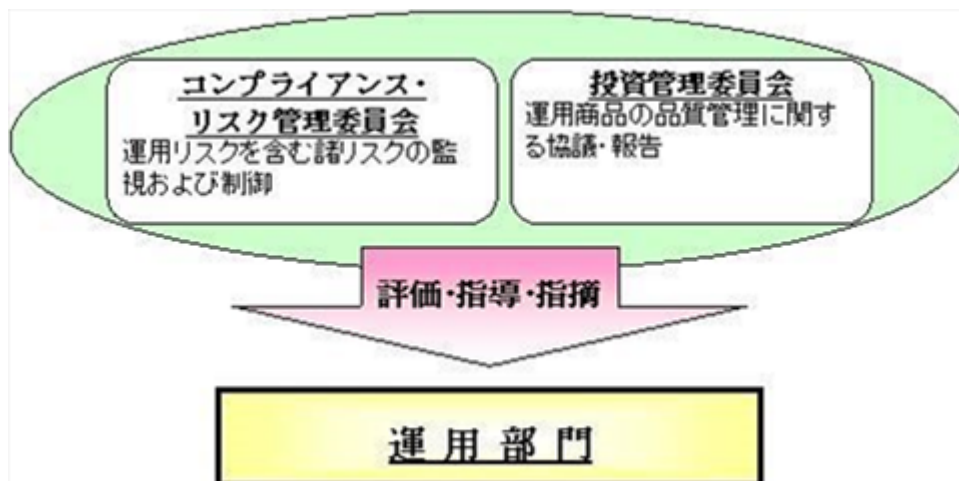 コンプライアンス・
リスク管理委員会
運用リスクを含む諸リスクの監
視および制御
投資管理委員会
運用商品の品質管理に関す
る協議・報告
評価・指導・指摘
運用部門